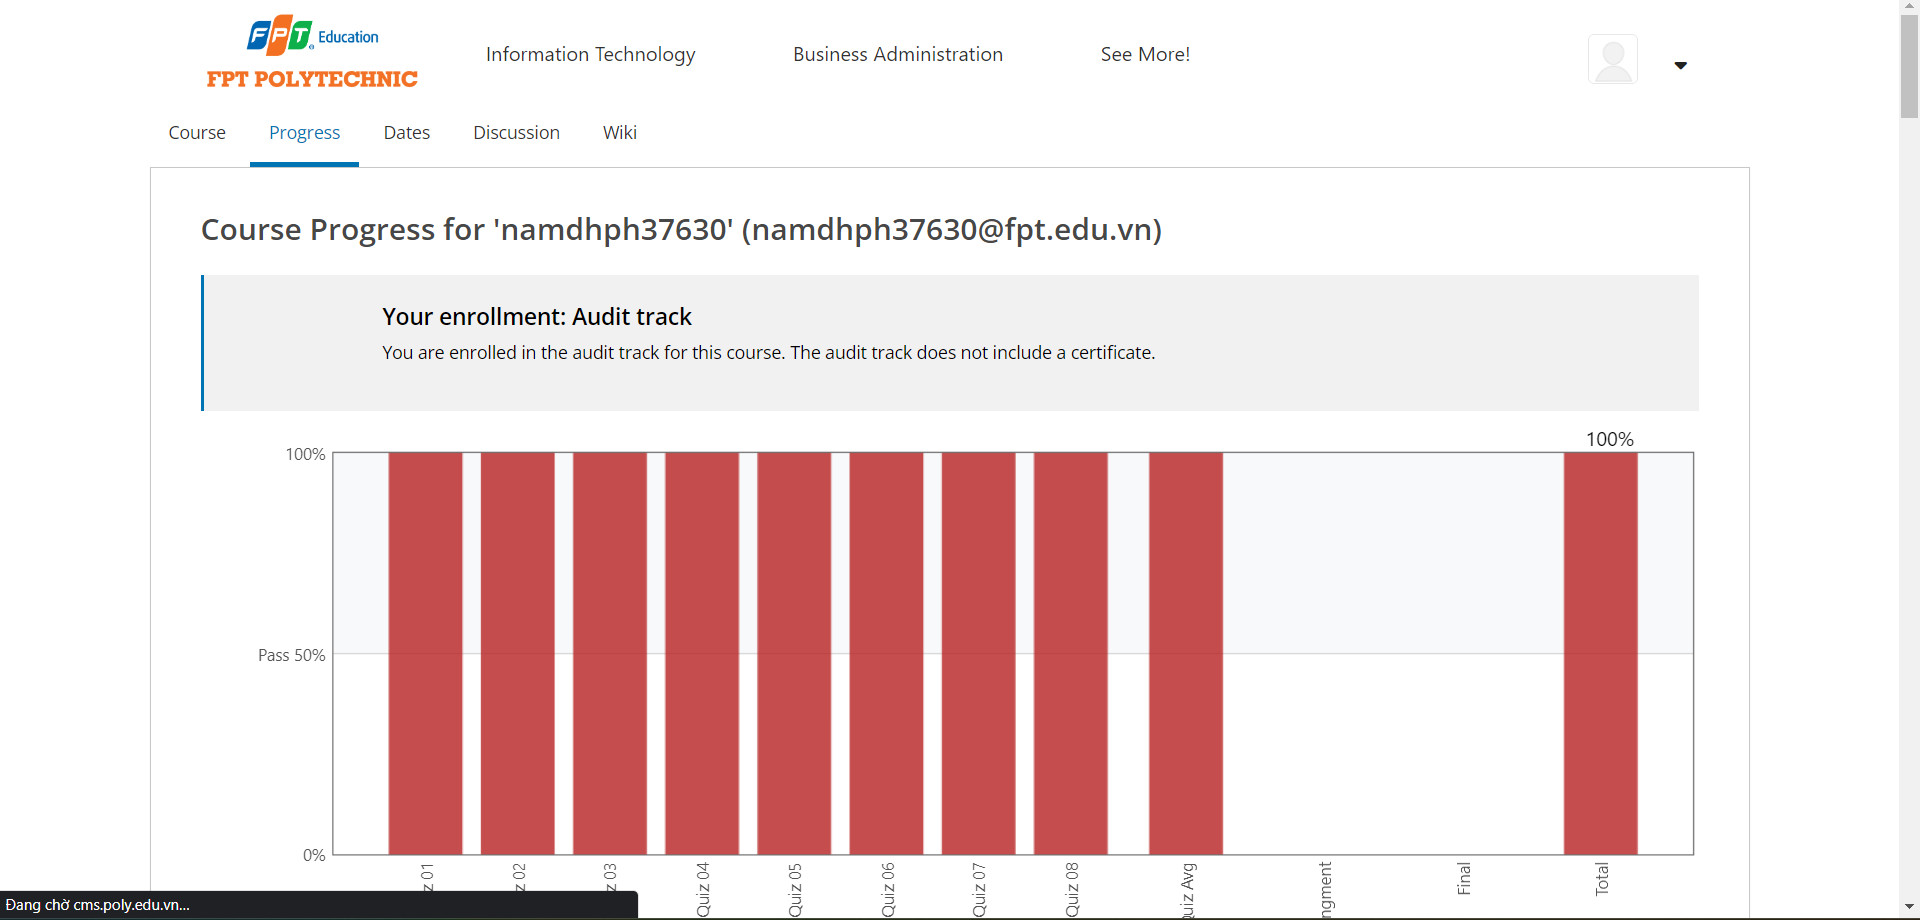 FPT Education
FPT POLYTECHNIC
Information Technology
Business Administration
See More!
Course
Progress
Dates
Discussion
Wiki
Course Progress for 'namdhph37630' (namdhph37630@fpt.edu.vn)
Your enrollment: Audit track
You are enrolled in the audit track for this course. The audit track does not include a certificate.
100%
100%
Pass 50%
0%
z 01
z 02
z 03
Quiz 04
Quiz 05
Quiz 06
Quiz 07
Quiz 08
uiz Avg
ngment
Final
Total
Đang chờ cms.poly.edu.vn...